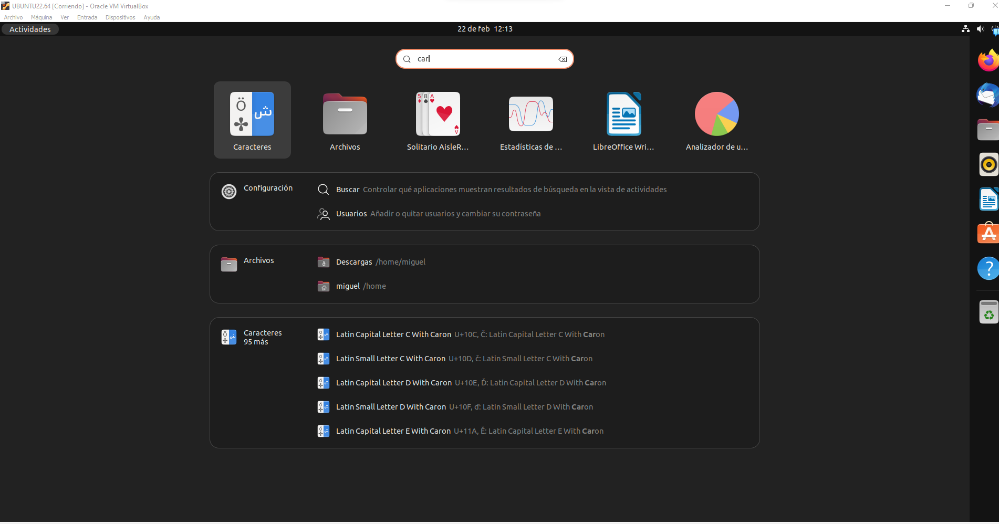 UBUNTU22.64 [Corriendo] - Oracle VM VirtualBox
Archivo Máquina Ver Entrada Dispositivos Ayuda
Actividades
22 de feb 12:13
car
Caracteres
Archivos
Solitario AisleR...
Estadísticas de ...
LibreOffice Wri...
Analizador de u...
Configuración
Buscar Controlar qué aplicaciones muestran resultados de búsqueda en la vista de actividades
Usuarios Añadir o quitar usuarios y cambiar su contraseña
Archivos
Descargas /home/miguel
miguel /home
Caracteres
95 más
Latin Capital Letter C With Caron U+10C, Č: Latin Capital Letter C With Caron
Latin Small Letter C With Caron U+10D, č: Latin Small Letter C With Caron
Latin Capital Letter D With Caron U+10E, Ď: Latin Capital Letter D With Caron
Latin Small Letter D With Caron U+10F, ď: Latin Small Letter D With Caron
Latin Capital Letter E With Caron U+11A, Ě: Latin Capital Letter E With Caron